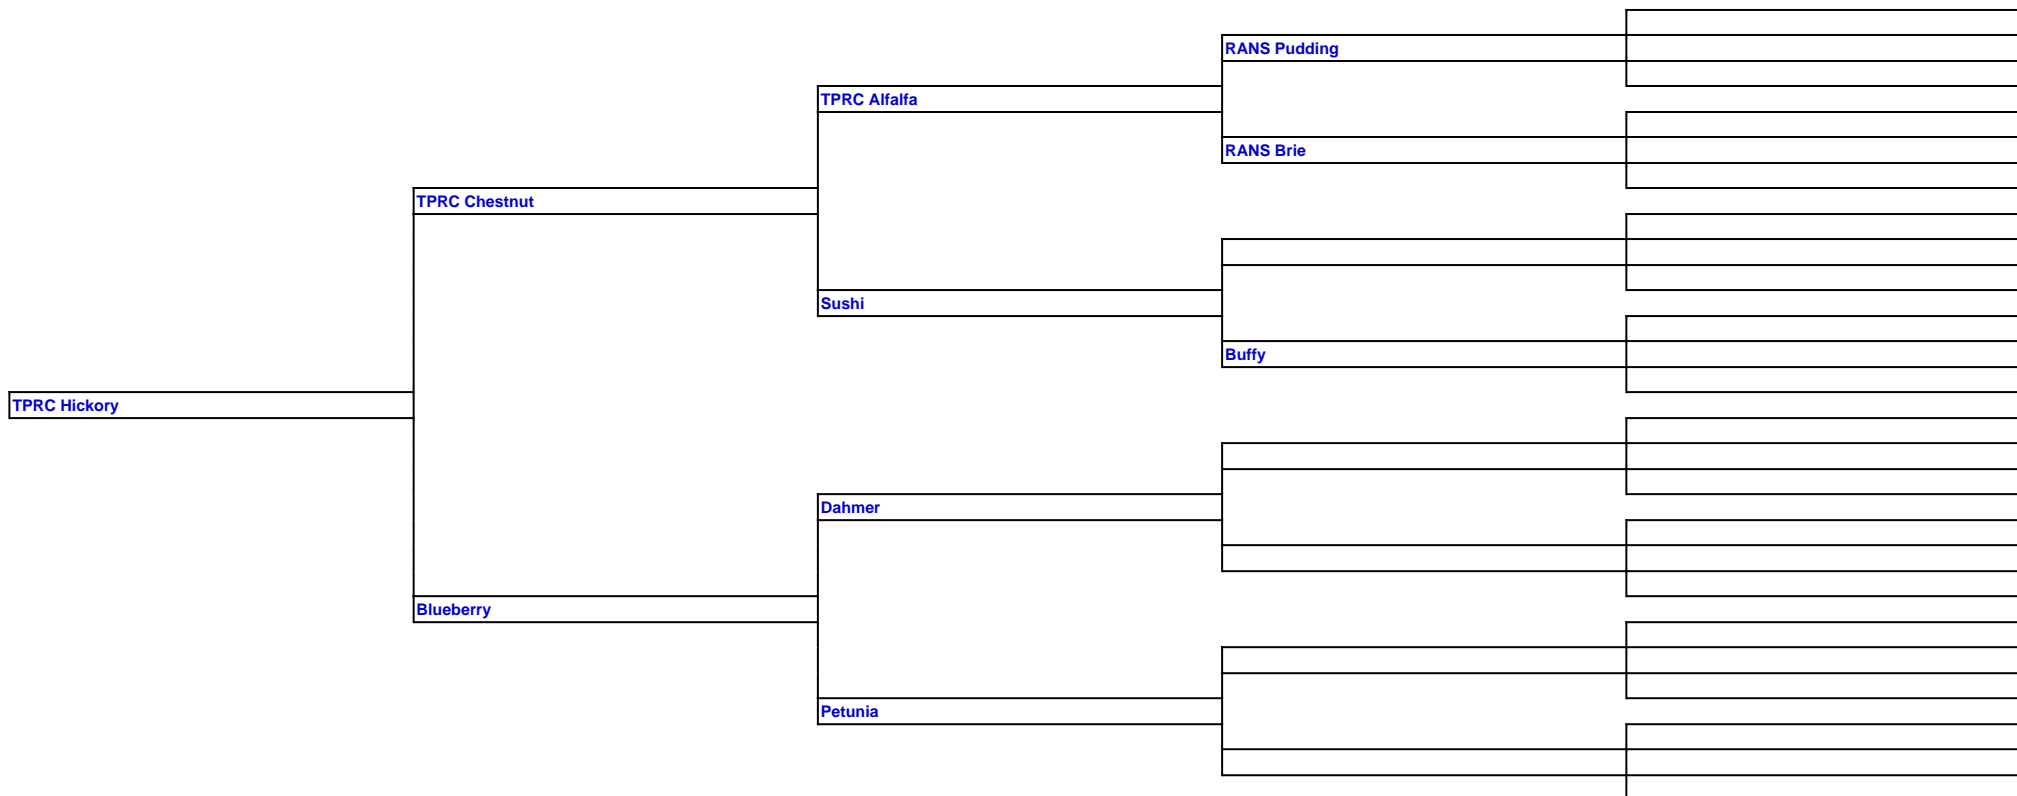 RANS Pudding
TPRC Alfalfa
RANS Brie
TPRC Chestnut
Sushi
Buffy
TPRC Hickory
Dahmer
Blueberry
Petunia